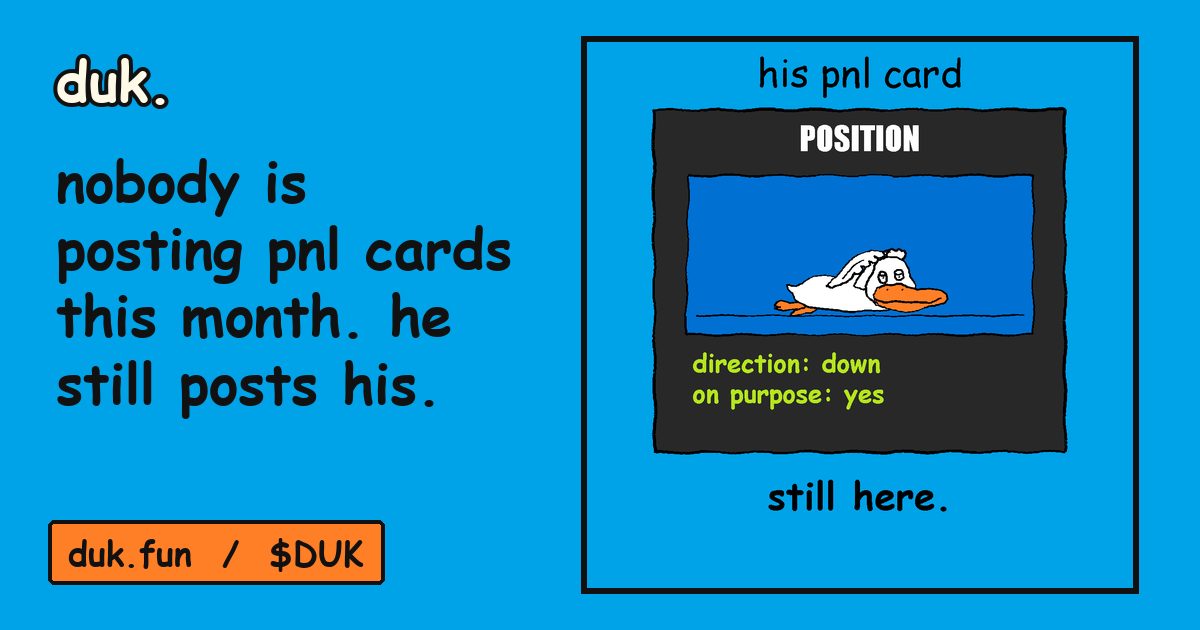 duk.
nobody is
posting pnl cards
this month. he
still posts his.
duk.fun / $DUK
his pnl card
POSITION
direction: down
on purpose: yes
still here.